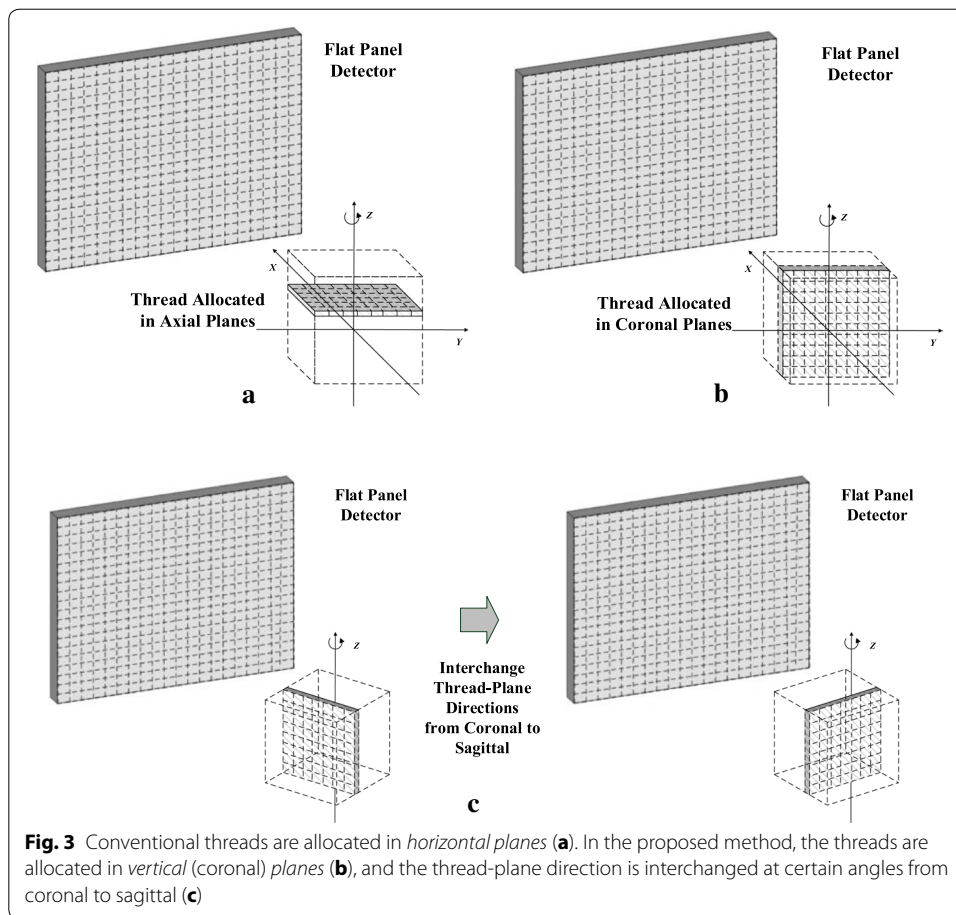 Flat Panel
Detector
Z
X
Thread Allocated
in Axial Planes
Y
a
Flat Panel
Detector
Z
X
Thread Allocated
in Coronal Planes
Y
b
Flat Panel
Detector
Z
Interchange
Thread-Plane
Directions
from Coronal to
Sagittal
Flat Panel
Detector
Z
c
Fig. 3 Conventional threads are allocated in horizontal planes (a). In the proposed method, the threads are
allocated in vertical (coronal) planes (b), and the thread-plane direction is interchanged at certain angles from
coronal to sagittal (c)